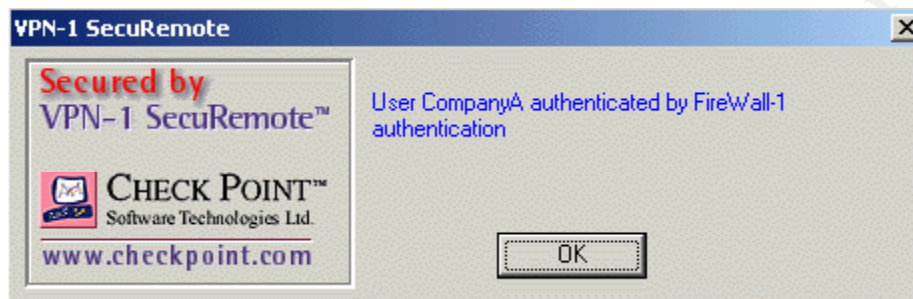 VPN-1 SecuRemote
Secured by
VPN-1 SecuRemote™
CHECK POINT™
Software Technologies Ltd.
www.checkpoint.com
User CompanyA authenticated by FireWall-1
authentication
OK